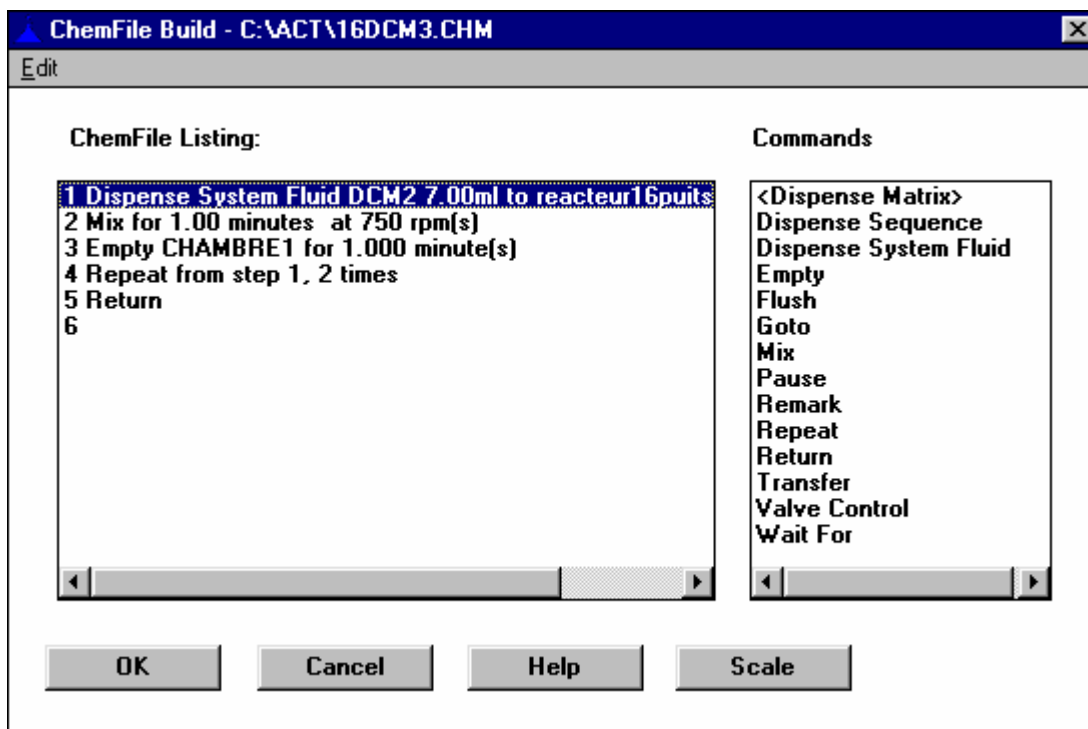 ChemFile Build - C:\ACT\16DCM3.CHM
Edit
ChemFile Listing:
1 Dispense System Fluid DCM2 7.00ml to reacteur16puits
2 Mix for 1.00 minutes  at 750 rpm(s)
3 Empty CHAMBRE1 for 1.000 minute(s)
4 Repeat from step 1, 2 times
5 Return
6
Commands
<Dispense Matrix>
Dispense Sequence
Dispense System Fluid
Empty
Flush
Goto
Mix
Pause
Remark
Repeat
Return
Transfer
Valve Control
Wait For
OK Cancel Help Scale